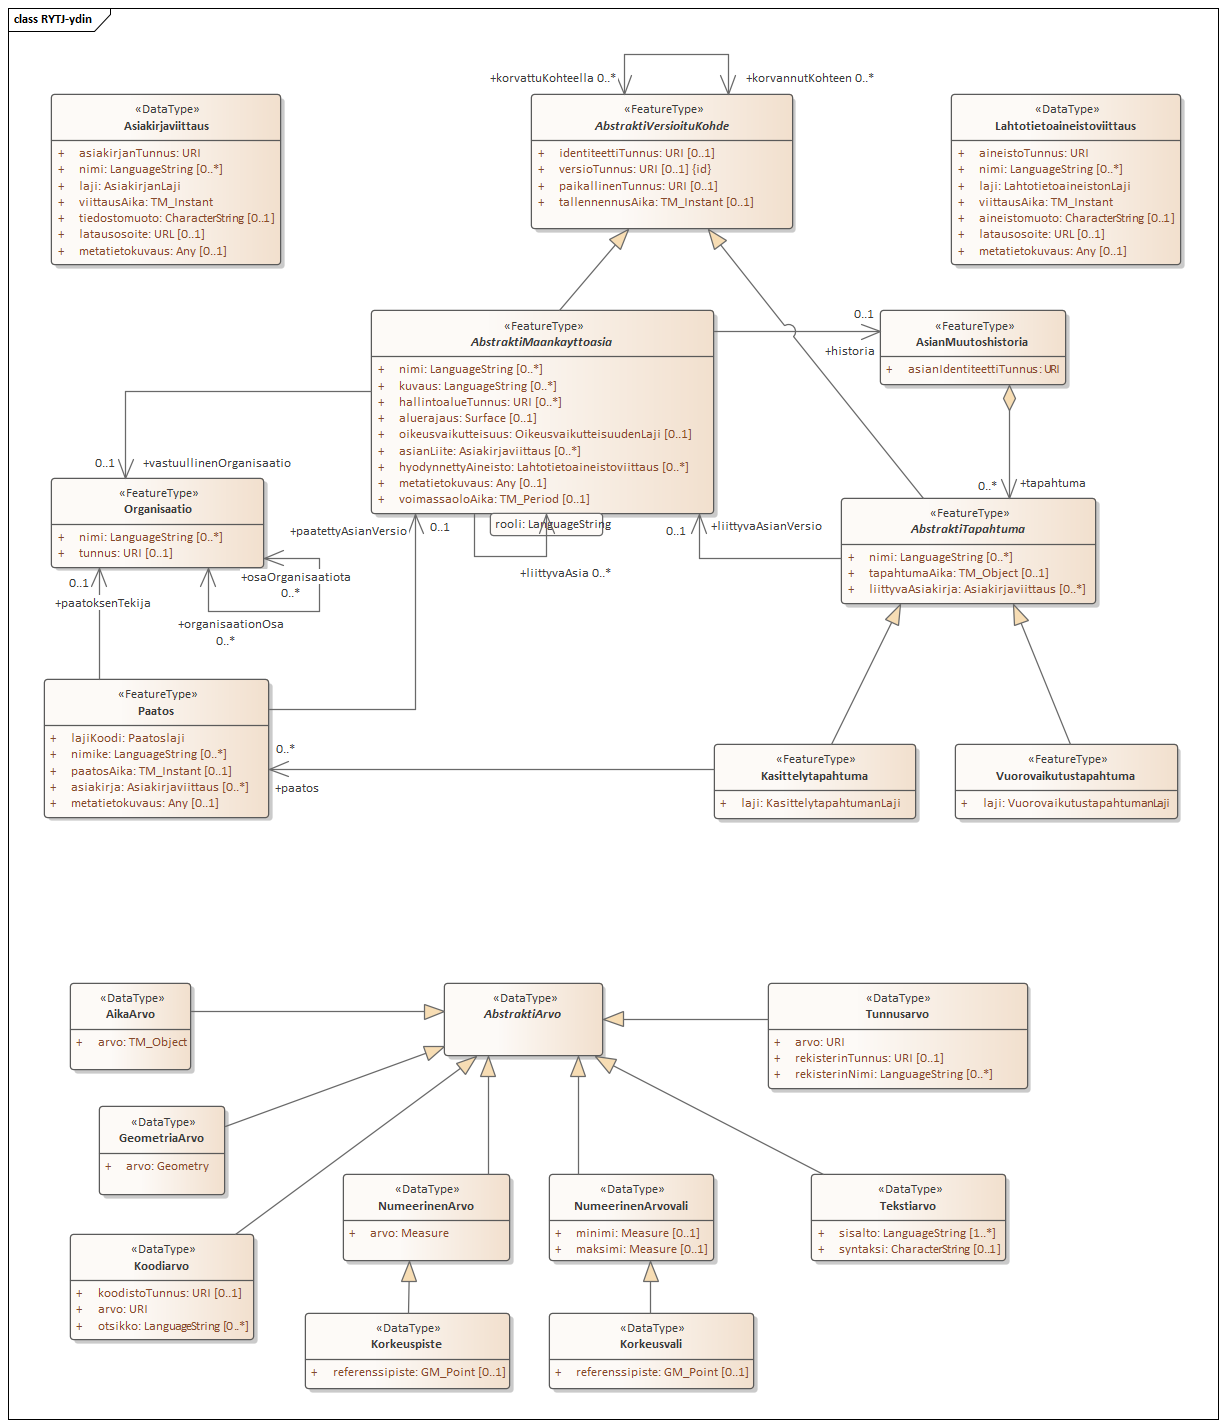 class RYTJ-ydin
+korvattuKohteella 0..*
+korvannutKohteen 0..*
«DataType»
Asiakirjaviittaus
+ asiakirjanTunnus: URI
+ nimi: LanguageString [0..*]
+ laji: AsiakirjanLaji
+ viittausAika: TM_Instant
+ tiedostomuoto: CharacterString [0..1]
+ latausosoite: URL [0..1]
+ metatietokuvaus: Any [0..1]
«FeatureType»
AbstraktiVersioituKohde
+ identiteettiTunnus: URI [0..1]
+ versioTunnus: URI [0..1] {id}
+ paikallinenTunnus: URI [0..1]
+ tallennennusAika: TM_Instant [0..1]
«DataType»
Lahtotietoaineistoviittaus
+ aineistoTunnus: URI
+ nimi: LanguageString [0..*]
+ laji: LahtotietoaineistonLaji
+ viittausAika: TM_Instant
+ aineistomuoto: CharacterString [0..1]
+ latausosoite: URL [0..1]
+ metatietokuvaus: Any [0..1]
«FeatureType»
AbstraktiMaankayttoasia
+ nimi: LanguageString [0..*]
+ kuvaus: LanguageString [0..*]
+ hallintoalueTunnus: URI [0..*]
+ aluerajaus: Surface [0..1]
+ oikeusvaikutteisuus: OikeusvaikutteisuudenLaji [0..1]
+ asianLiite: Asiakirjaviittaus [0..*]
+ hyodynnettyAineisto: Lahtotietoaineistoviittaus [0..*]
+ metatietokuvaus: Any [0..1]
+ voimassaoloAika: TM_Period [0..1]
0..1
+historia
«FeatureType»
AsianMuutoshistoria
+ asianIdentiteettiTunnus: URI
0..1
+vastuullinenOrganisaatio
«FeatureType»
Organisaatio
+ nimi: LanguageString [0..*]
+ tunnus: URI [0..1]
+paatettyAsianVersio
0..1
rooli: LanguageString
+liittyvaAsia 0..*
0..1
+liittyvaAsianVersio
0..*
+tapahtuma
«FeatureType»
AbstraktiTapahtuma
+ nimi: LanguageString [0..*]
+ tapahtumaAika: TM_Object [0..1]
+ liittyvaAsiakirja: Asiakirjaviittaus [0..*]
0..1
+paatoksenTekija
+osaOrganisaatiota
0..*
+organisaationOsa
0..*
«FeatureType»
Paatos
+ lajiKoodi: Paatoslaji
+ nimike: LanguageString [0..*]
+ paatosAika: TM_Instant [0..1]
+ asiakirja: Asiakirjaviittaus [0..*]
+ metatietokuvaus: Any [0..1]
0..*
+paatos
«FeatureType»
Kasittelytapahtuma
+ laji: KasittelytapahtumanLaji
«FeatureType»
Vuorovaikutustapahtuma
+ laji: VuorovaikutustapahtumanLaji
«DataType»
AikaArvo
+ arvo: TM_Object
«DataType»
AbstraktiArvo
«DataType»
Tunnusarvo
+ arvo: URI
+ rekisterinTunnus: URI [0..1]
+ rekisterinNimi: LanguageString [0..*]
«DataType»
GeometriaArvo
+ arvo: Geometry
«DataType»
NumeerinenArvo
+ arvo: Measure
«DataType»
NumeerinenArvovali
+ minimi: Measure [0..1]
+ maksimi: Measure [0..1]
«DataType»
Tekstiarvo
+ sisalto: LanguageString [1..*]
+ syntaksi: CharacterString [0..1]
«DataType»
Koodiarvo
+ koodistoTunnus: URI [0..1]
+ arvo: URI
+ otsikko: LanguageString [0..*]
«DataType»
Korkeuspiste
+ referenssipiste: GM_Point [0..1]
«DataType»
Korkeusvali
+ referenssipiste: GM_Point [0..1]